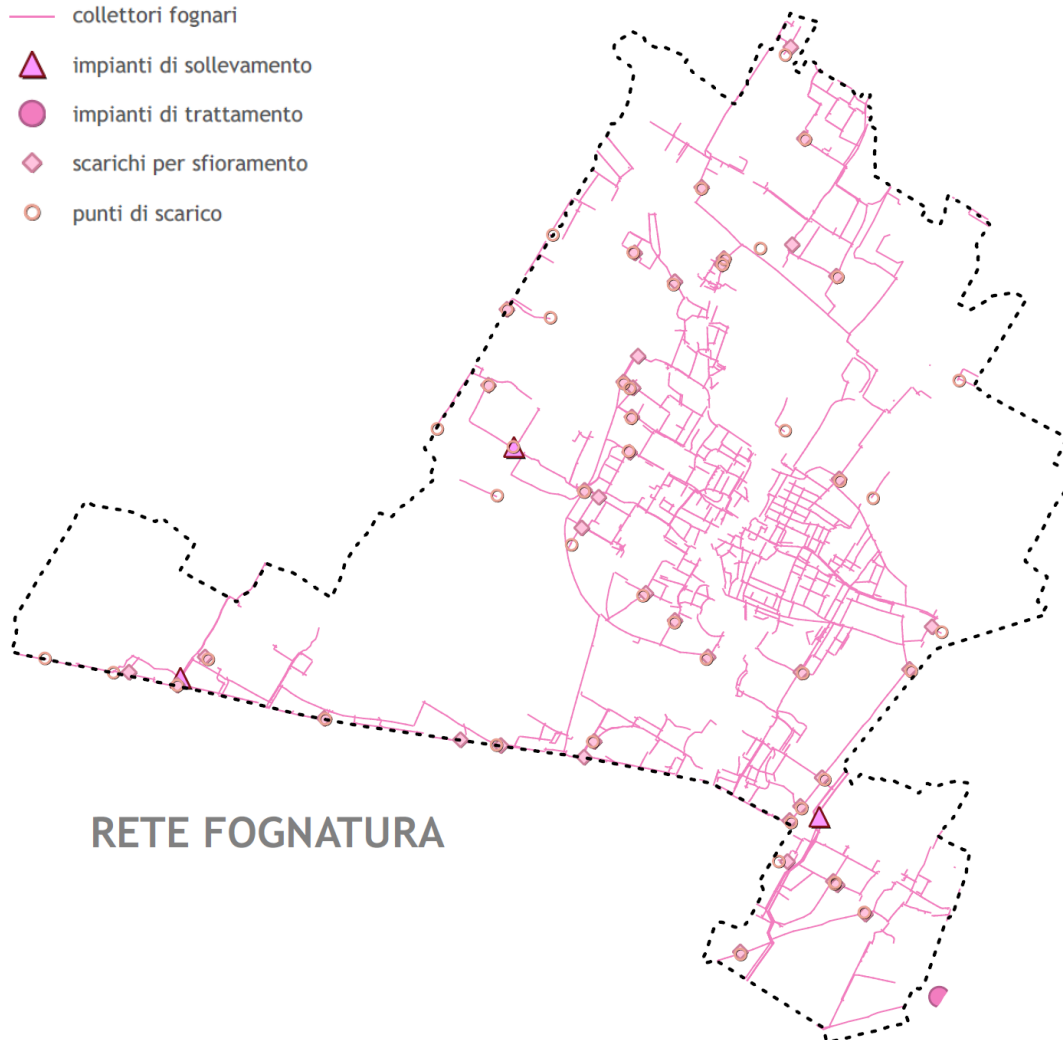 collettori fognari
impianti di sollevamento
impianti di trattamento
scarichi per sfioramento
punti di scarico
RETE FOGNATURA